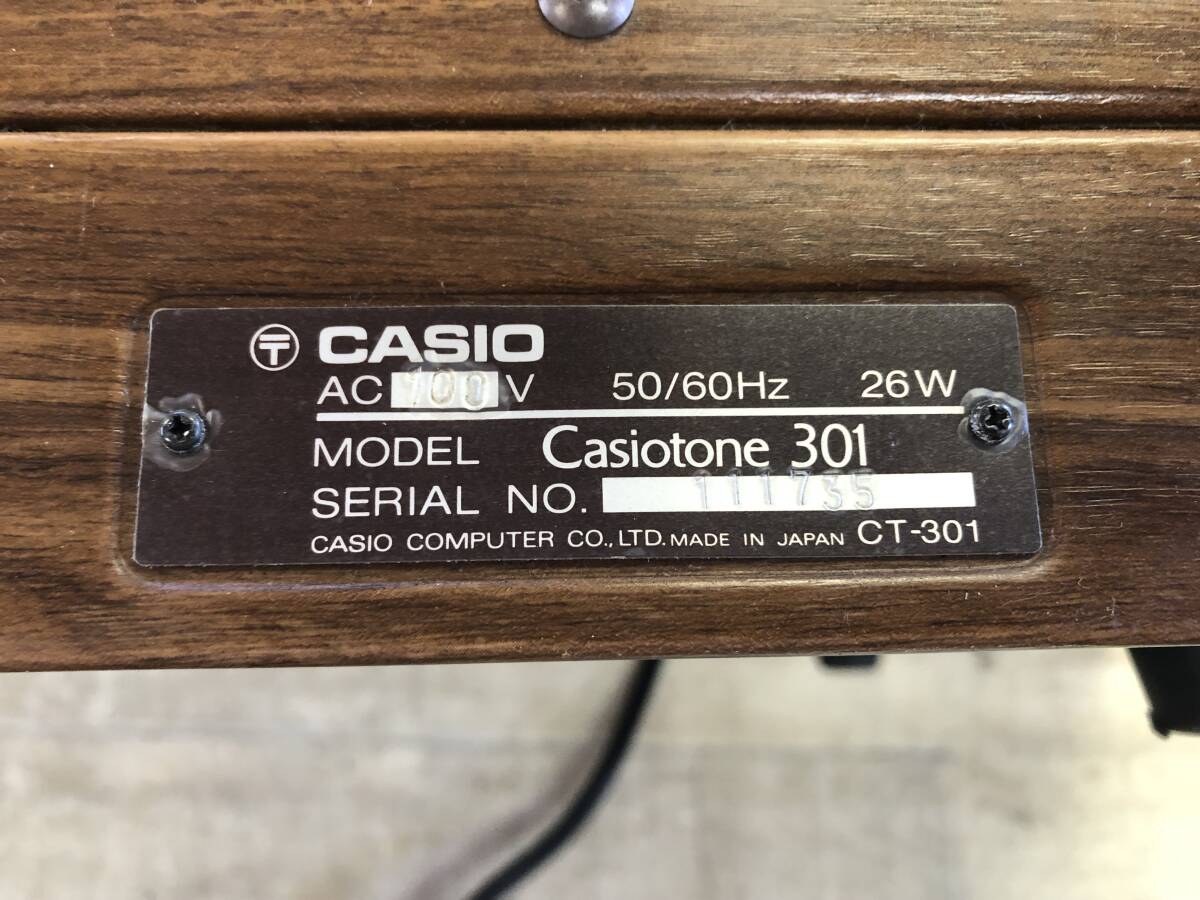 〶 CASIO
AC 100 V 50/60Hz 26W
MODEL Casiotone 301
SERIAL NO. 111735
CASIO COMPUTER CO., LTD. MADE IN JAPAN CT-301